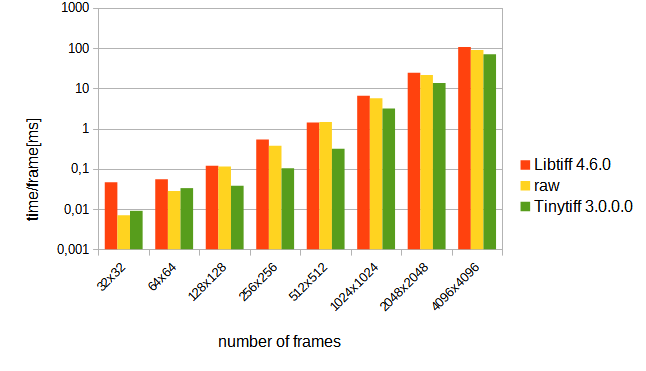 1000
100
10
1
0,1
0,01
0,001
time/frame[ms]
32x32
64x64
128x128
256x256
512x512
1024x1024
2048x2048
4096x4096
number of frames
Libtiff 4.6.0
raw
Tinytiff 3.0.0.0